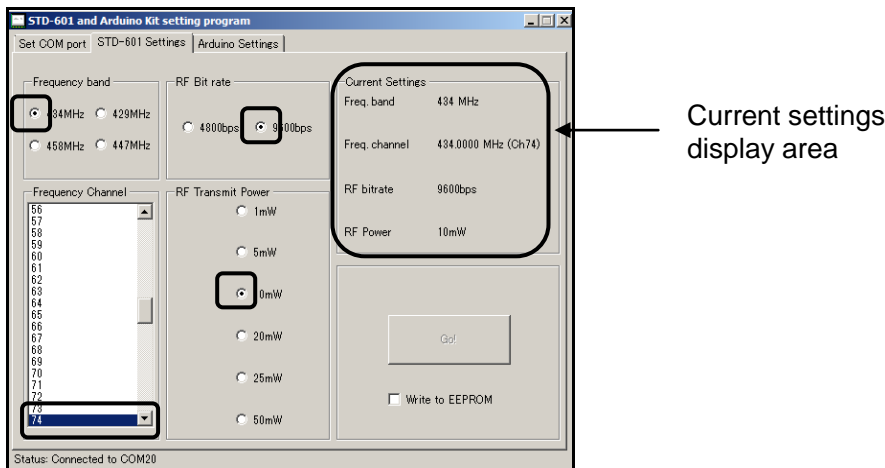 STD-601 and Arduino Kit setting program
Set COM port STD-601 Settings Arduino Settings
Frequency band
434MHz 429MHz
458MHz 447MHz
RF Bit rate
4800bps 9600bps
Current Settings
Freq. band 434 MHz
Freq. channel 434.0000 MHz (Ch74)
RF bitrate 9600bps
RF Power 10mW
Current settings
display area
Frequency Channel
56
57
58
59
60
61
62
63
64
65
66
67
68
69
70
71
72
73
74
RF Transmit Power
1mW
5mW
10mW
20mW
25mW
50mW
Go!
Write to EEPROM
Status: Connected to COM20